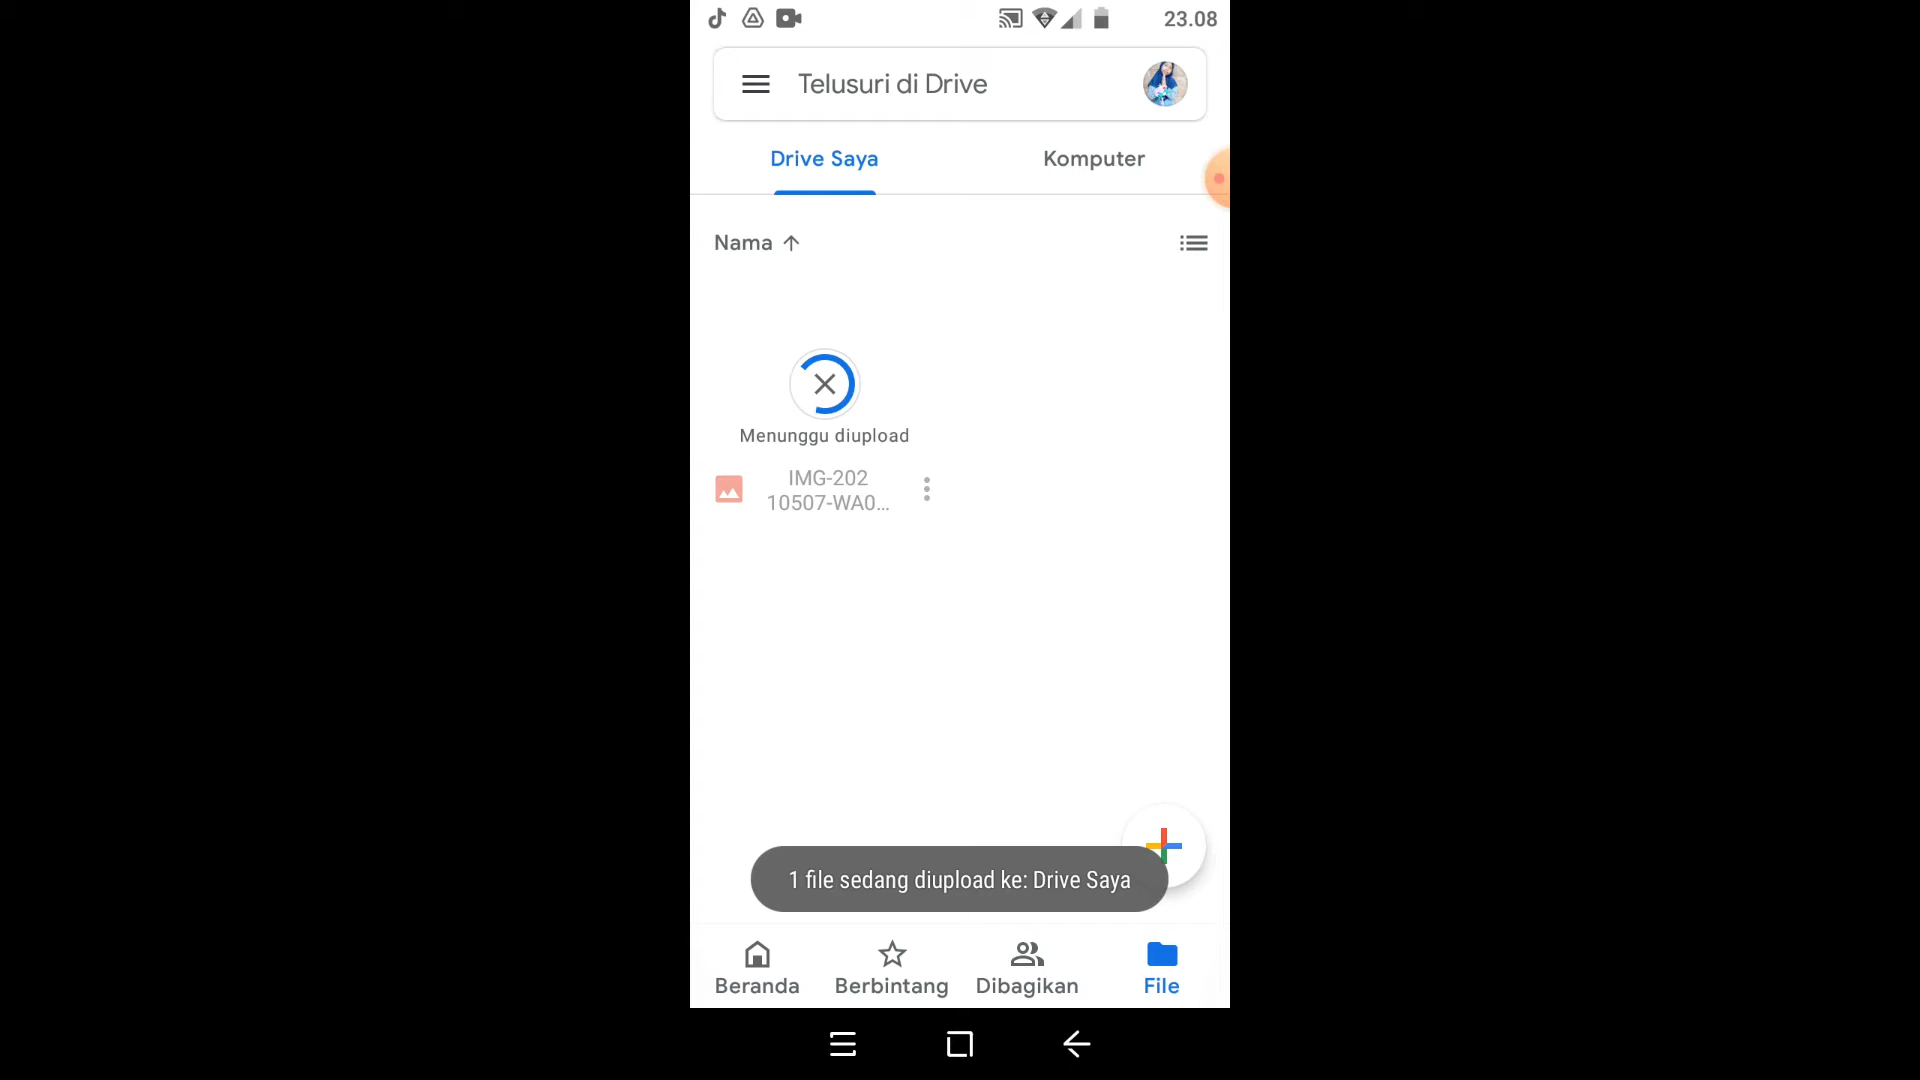 23.08
Telusuri di Drive
Drive Saya
Komputer
Nama
Menunggu diupload
IMG-202
10507-WA0...
1 file sedang diupload ke: Drive Saya
Beranda
Berbintang
Dibagikan
File